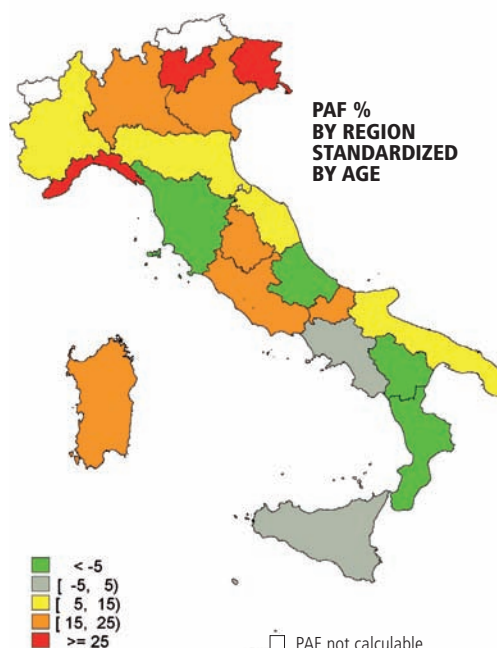 PAF %
BY REGION
STANDARDIZED
BY AGE
< -5
[ -5, 5)
[ 5, 15)
[ 15, 25)
>= 25
* PAF not calculable